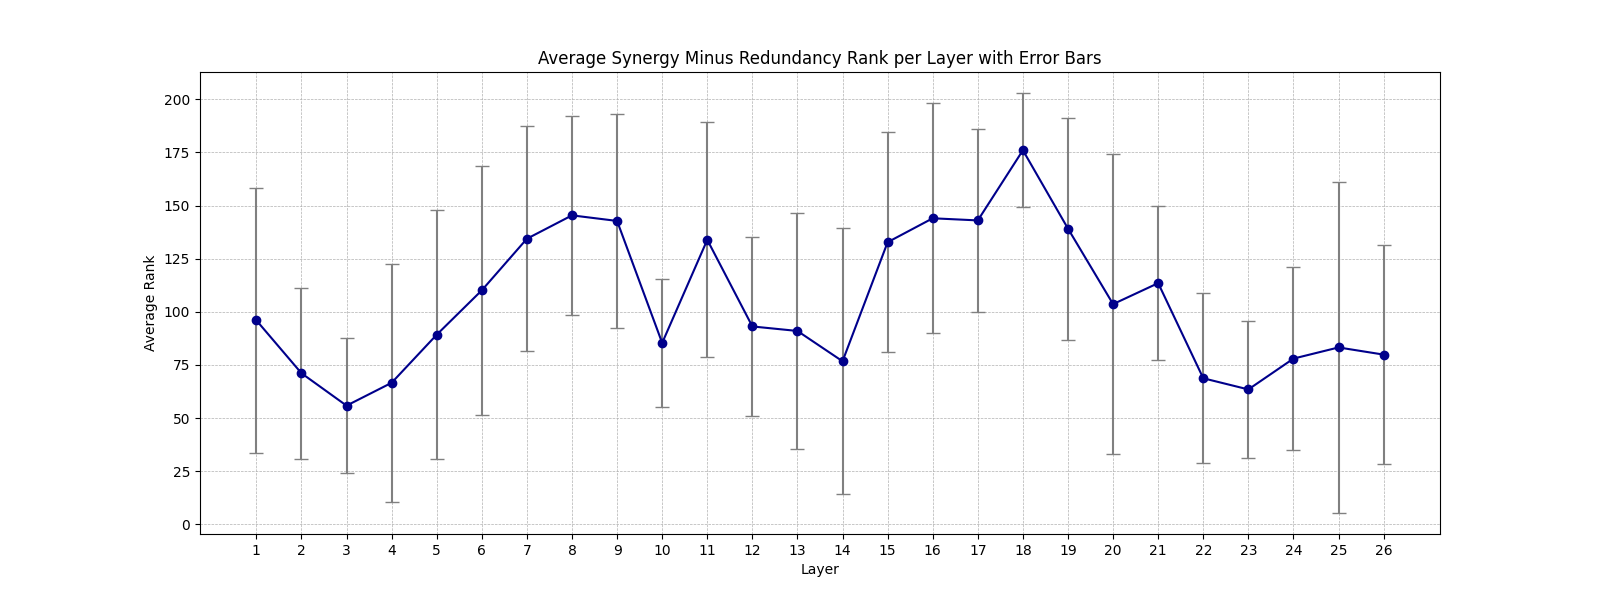 Average Synergy Minus Redundancy Rank per Layer with Error Bars
200
175
150
125
100
75
50
25
0
Average Rank
1 2 3 4 5 6 7 8 9 10 11 12 13 14 15 16 17 18 19 20 21 22 23 24 25 26
Layer